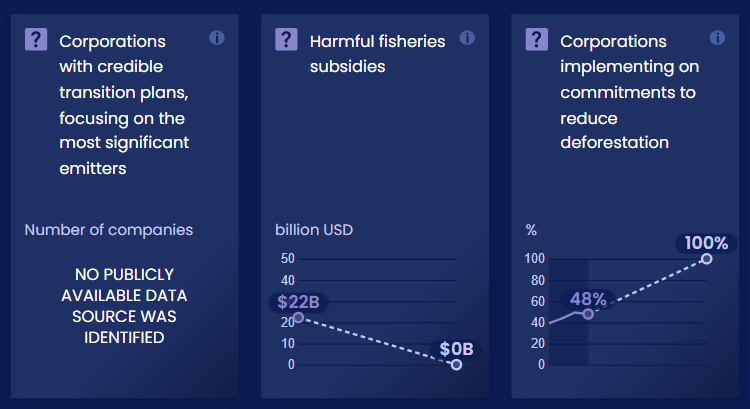 ?
Corporations
with credible
transition plans,
focusing on the
most significant
emitters
i
Number of companies
NO PUBLICLY
AVAILABLE DATA
SOURCE WAS
IDENTIFIED
?
Harmful fisheries
subsidies
i
billion USD
50
40
30
20
10
0
$22B
$0B
?
Corporations
implementing on
commitments to
reduce
deforestation
i
%
100
80
60
40
20
0
48%
100%